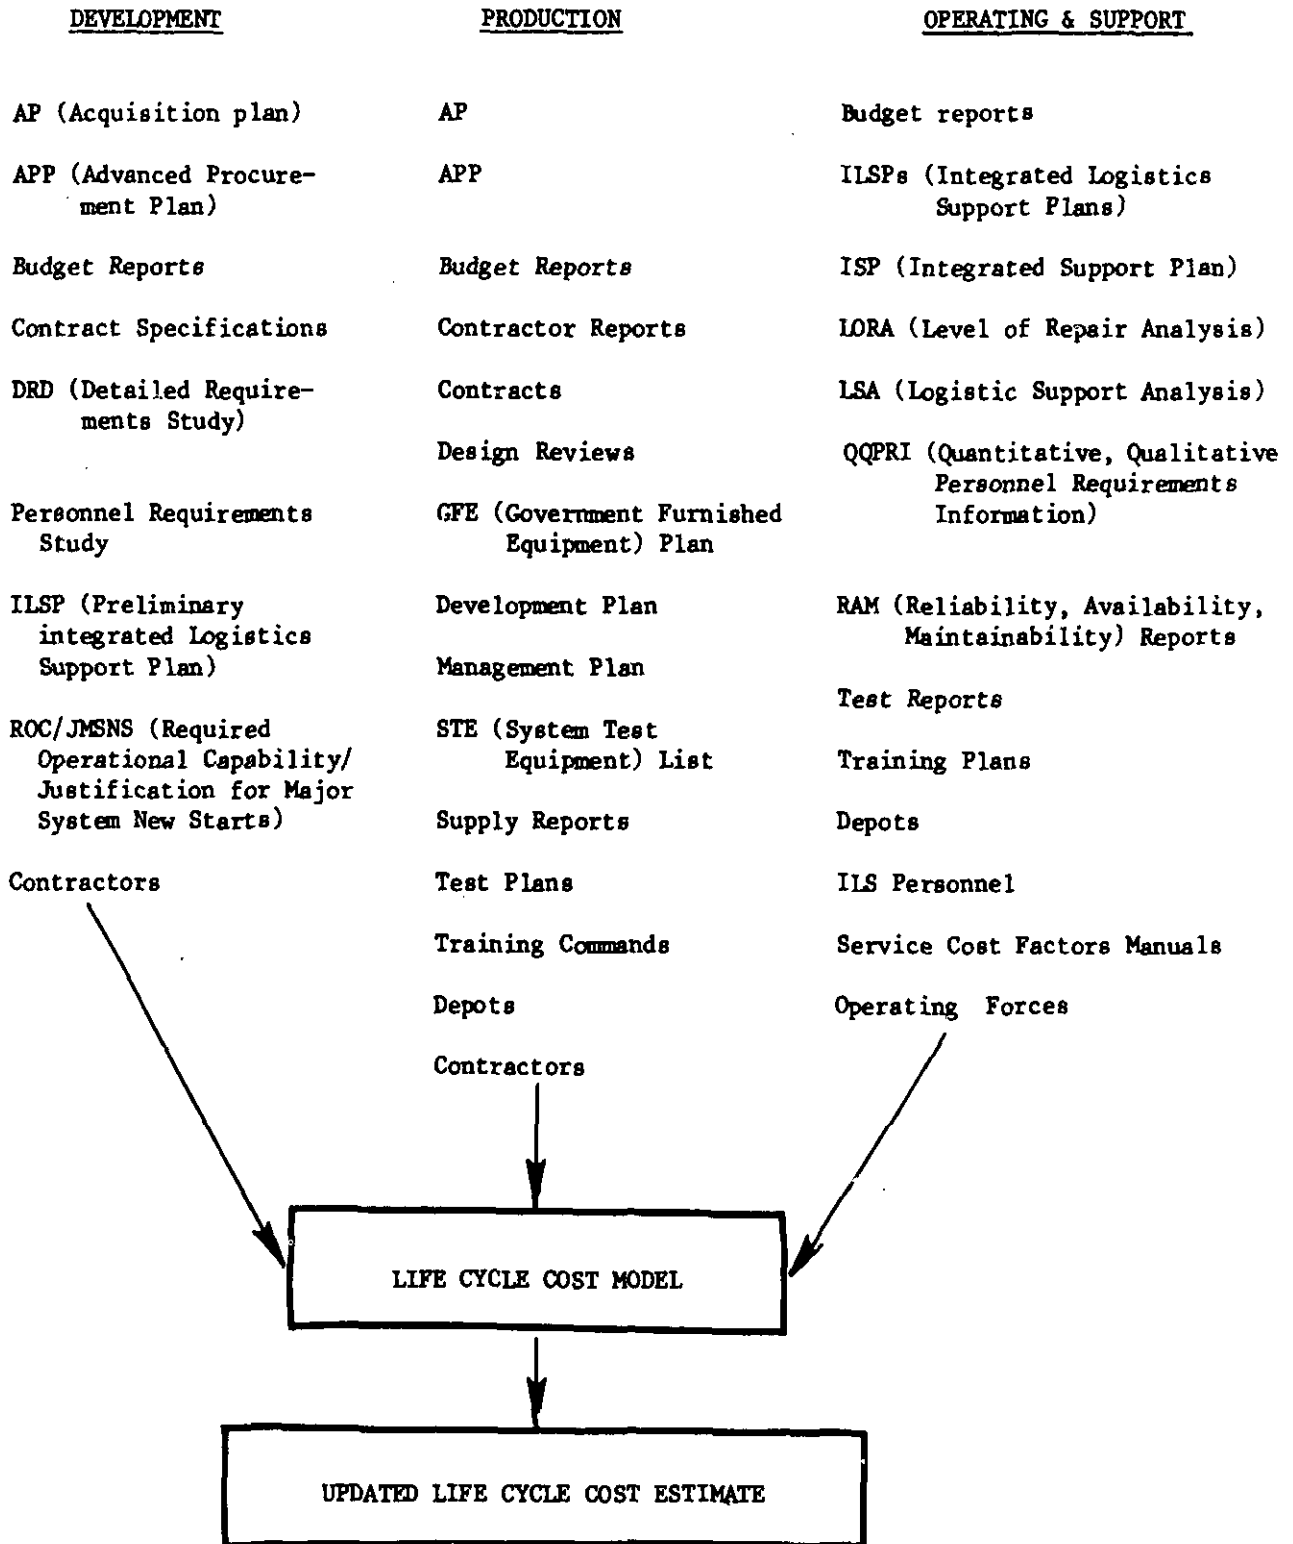 DEVELOPMENT
AP (Acquisition plan)
APP (Advanced Procure-
ment Plan)
Budget Reports
Contract Specifications
DRD (Detailed Require-
ments Study)
Personnel Requirements
Study
ILSP (Preliminary
integrated Logistics
Support Plan)
ROC/JMSNS (Required
Operational Capability/
Justification for Major
System New Starts)
Contractors
PRODUCTION
AP
APP
Budget Reports
Contractor Reports
Contracts
Design Reviews
GFE (Government Furnished
Equipment) Plan
Development Plan
Management Plan
STE (System Test
Equipment) List
Supply Reports
Test Plans
Training Commands
Depots
Contractors
OPERATING & SUPPORT
Budget reports
ILSPs (Integrated Logistics
Support Plans)
ISP (Integrated Support Plan)
LORA (Level of Repair Analysis)
LSA (Logistic Support Analysis)
QQPRI (Quantitative, Qualitative
Personnel Requirements
Information)
RAM (Reliability, Availability,
Maintainability) Reports
Test Reports
Training Plans
Depots
ILS Personnel
Service Cost Factors Manuals
Operating Forces
LIFE CYCLE COST MODEL
UPDATED LIFE CYCLE COST ESTIMATE